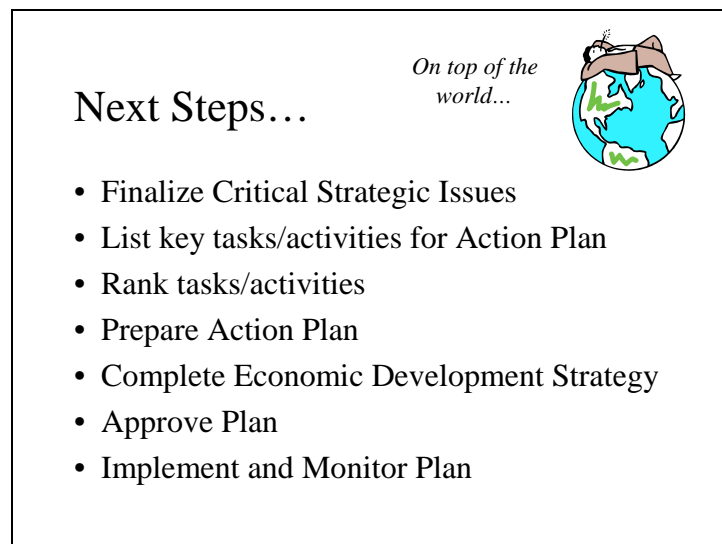 On top of the
world…
Next Steps…
• Finalize Critical Strategic Issues
• List key tasks/activities for Action Plan
• Rank tasks/activities
• Prepare Action Plan
• Complete Economic Development Strategy
• Approve Plan
• Implement and Monitor Plan